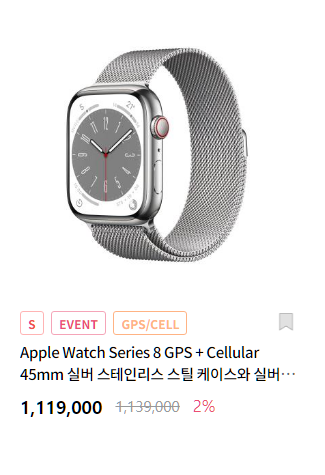 S EVENT GPS/CELL
Apple Watch Series 8 GPS + Cellular
45mm 실버 스테인리스 스틸 케이스와 실버…
1,119,000 1,139,000 2%